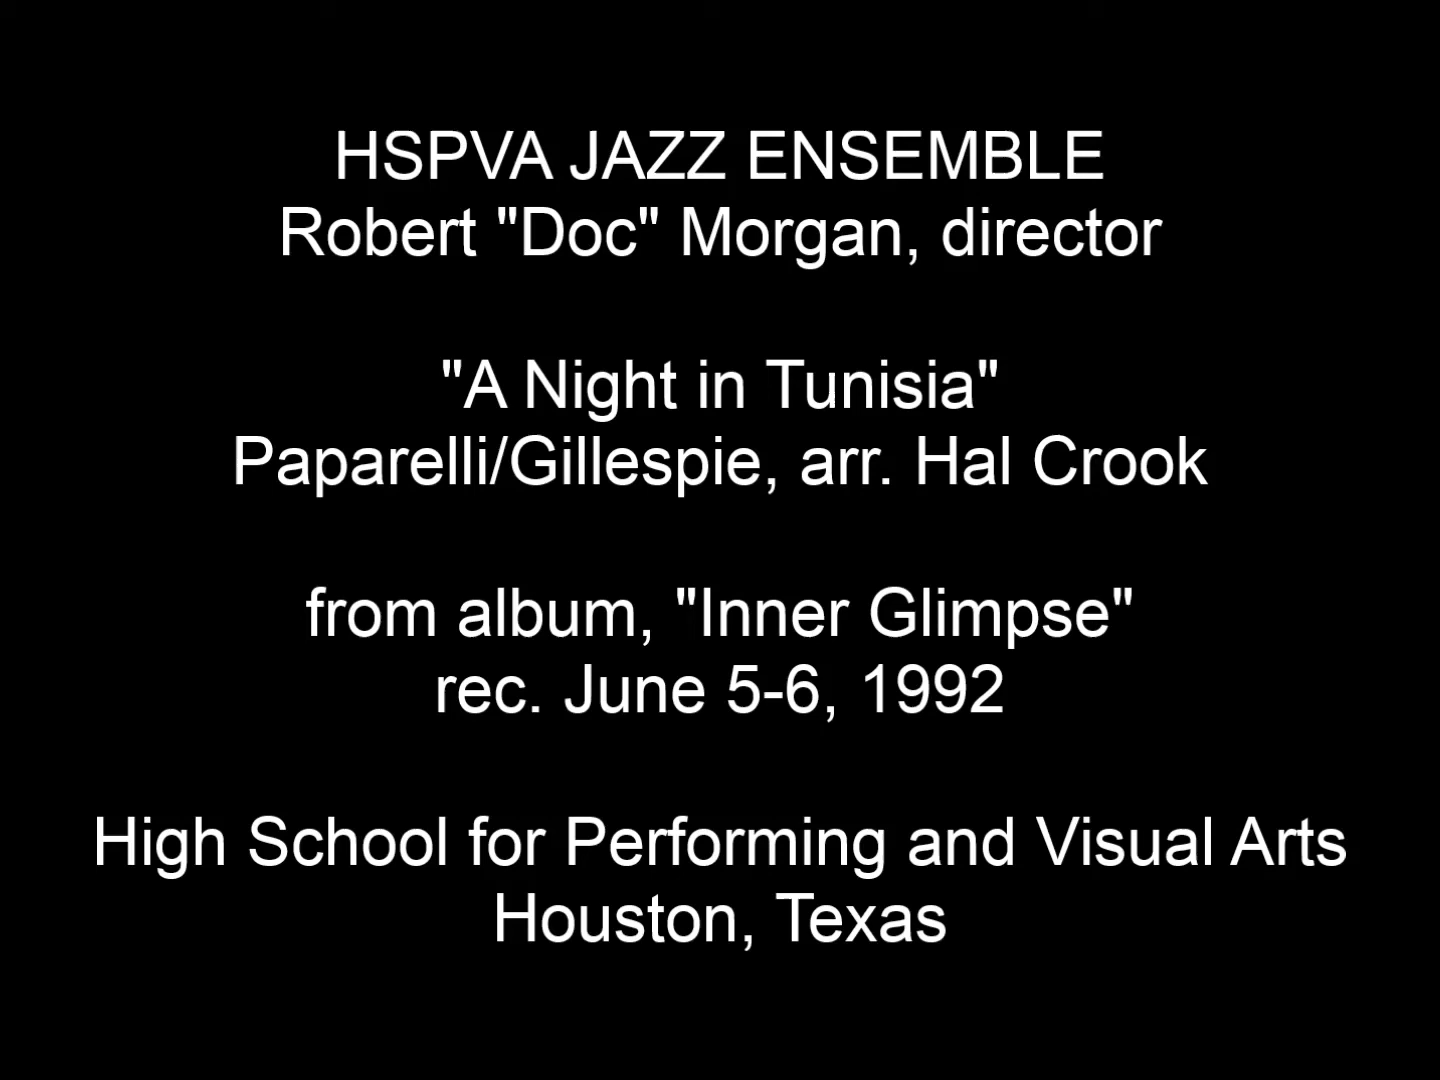 HSPVA JAZZ ENSEMBLE
Robert "Doc" Morgan, director
"A Night in Tunisia"
Paparelli/Gillespie, arr. Hal Crook
from album, "Inner Glimpse"
rec. June 5-6, 1992
High School for Performing and Visual Arts
Houston, Texas